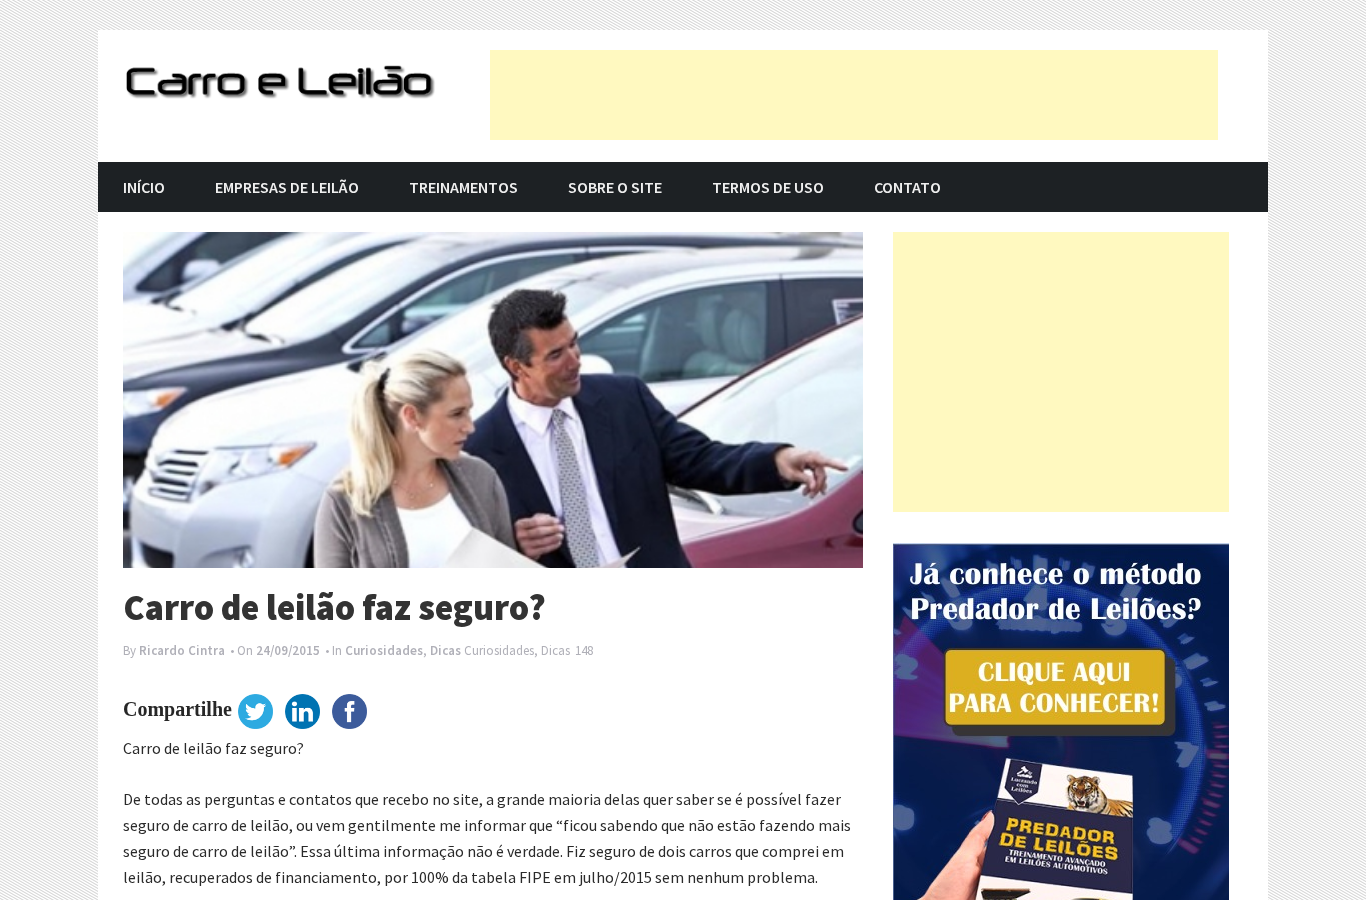 Carro e Leilão
INÍCIO EMPRESAS DE LEILÃO TREINAMENTOS SOBRE O SITE TERMOS DE USO CONTATO
Carro de leilão faz seguro?
By Ricardo Cintra • On 24/09/2015 • In Curiosidades, Dicas Curiosidades, Dicas 148
Compartilhe
Carro de leilão faz seguro?
De todas as perguntas e contatos que recebo no site, a grande maioria delas quer saber se é possível fazer
seguro de carro de leilão, ou vem gentilmente me informar que “ficou sabendo que não estão fazendo mais
seguro de carro de leilão”. Essa última informação não é verdade. Fiz seguro de dois carros que comprei em
leilão, recuperados de financiamento, por 100% da tabela FIPE em julho/2015 sem nenhum problema.
Já conhece o método
Predador de Leilões?
CLIQUE AQUI
PARA CONHECER!
Lucrando
com
Leilões
PREDADOR
DE LEILÕES
TREINAMENTO AVANÇADO
EM LEILÕES AUTOMOTIVOS